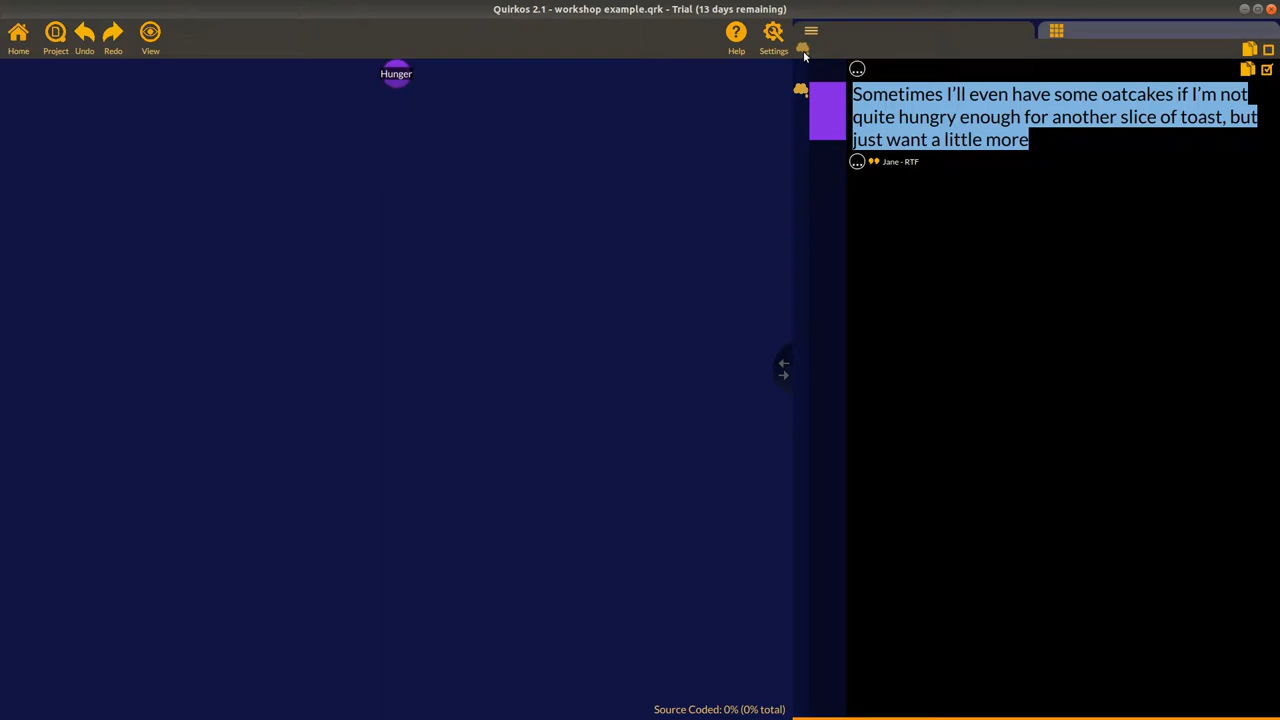 Quirkos 2.1 - workshop example.qrk - Trial (13 days remaining)
Home
Project
Undo
Redo
View
Help
Settings
Hunger
Sometimes I'll even have some oatcakes if I'm not
quite hungry enough for another slice of toast, but
just want a little more
Jane - RTF
Source Coded: 0% (0% total)